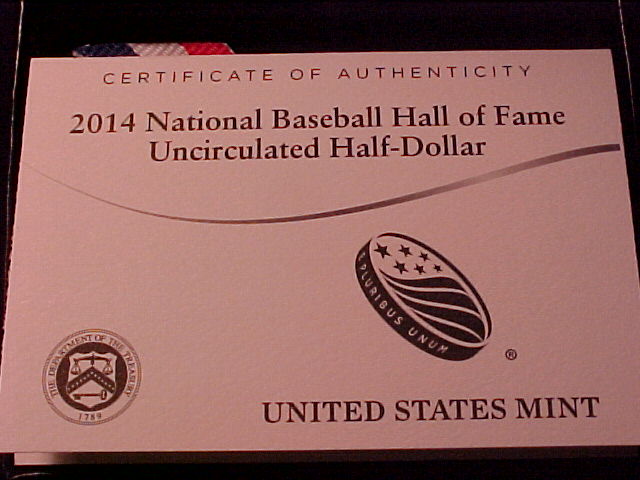 CERTIFICATE OF AUTHENTICITY
2014 National Baseball Hall of Fame
Uncirculated Half-Dollar
E PLURIBUS UNUM
®
THE DEPARTMENT OF THE TREASURY
1789
UNITED STATES MINT